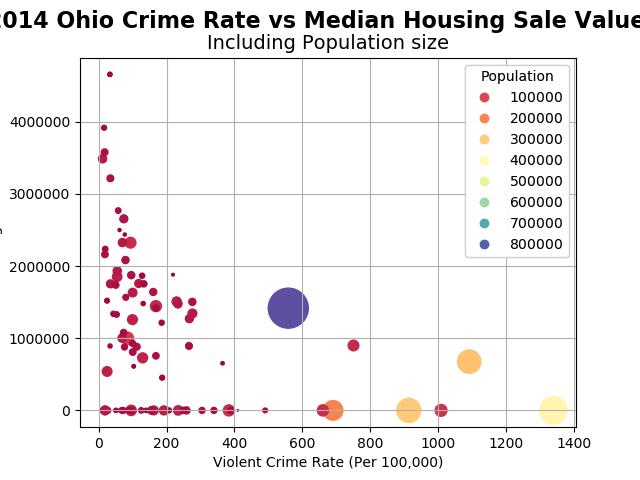 2014 Ohio Crime Rate vs Median Housing Sale Value
Including Population size
Population
100000
200000
300000
400000
500000
600000
700000
800000
4000000
3000000
2000000
1000000
0
0 200 400 600 800 1000 1200 1400
Violent Crime Rate (Per 100,000)